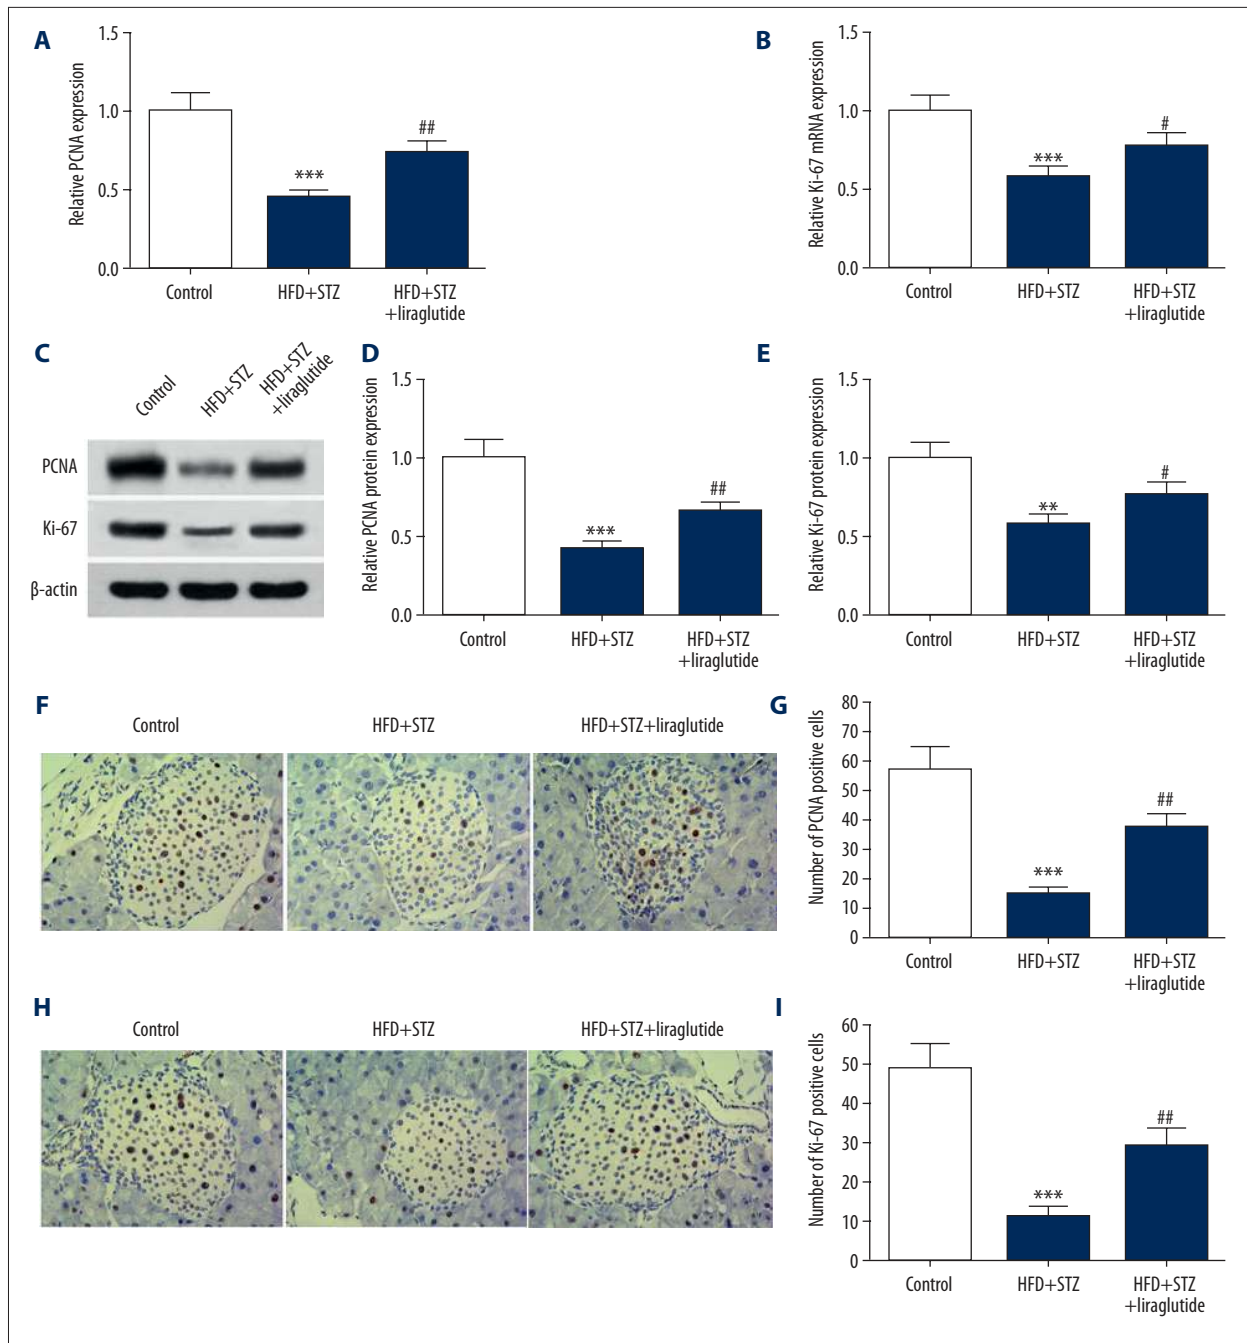 A
Relative PCNA expression
1.5
1.0
0.5
0.0
***
##
Control
HFD+STZ
HFD+STZ
+liraglutide
B
Relative Ki-67 mRNA expression
1.5
1.0
0.5
0.0
***
#
Control
HFD+STZ
HFD+STZ
+liraglutide
C
Control
HFD+STZ
HFD+STZ
+liraglutide
PCNA
Ki-67
β-actin
D
Relative PCNA protein expression
1.5
1.0
0.5
0.0
***
##
Control
HFD+STZ
HFD+STZ
+liraglutide
E
Relative Ki-67 protein expression
1.5
1.0
0.5
0.0
**
#
Control
HFD+STZ
HFD+STZ
+liraglutide
F
Control
HFD+STZ
HFD+STZ+liraglutide
G
Number of PCNA positive cells
80
70
60
50
40
30
20
10
0
***
##
Control
HFD+STZ
HFD+STZ
+liraglutide
H
Control
HFD+STZ
HFD+STZ+liraglutide
I
Number of Ki-67 positive cells
60
50
40
30
20
10
0
***
##
Control
HFD+STZ
HFD+STZ
+liraglutide